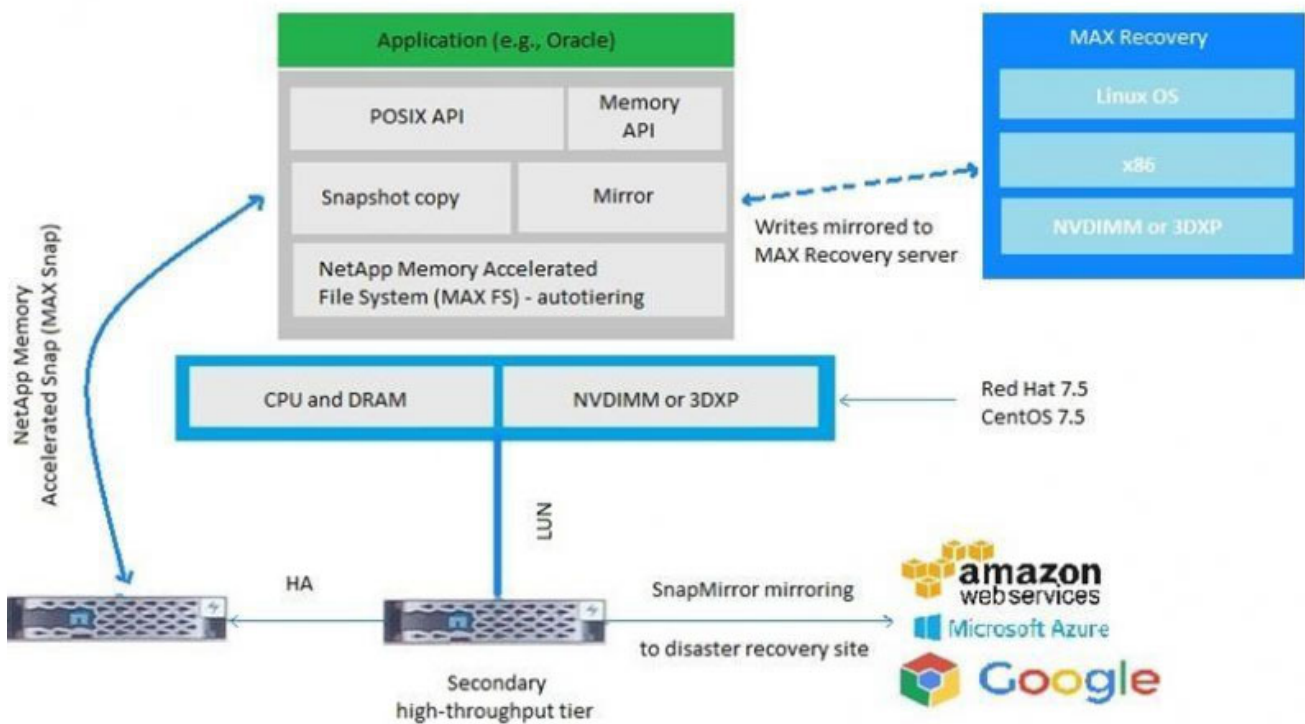 Application (e.g., Oracle)
POSIX API
Memory
API
Snapshot copy
Mirror
NetApp Memory Accelerated
File System (MAX FS) - autotiering
MAX Recovery
Linux OS
x86
NVDIMM or 3DXP
Writes mirrored to
MAX Recovery server
NetApp Memory
Accelerated Snap (MAX Snap)
CPU and DRAM
NVDIMM or 3DXP
Red Hat 7.5
CentOS 7.5
LUN
HA
SnapMirror mirroring
to disaster recovery site
Secondary
high-throughput tier
amazon
webservices
Microsoft Azure
Google